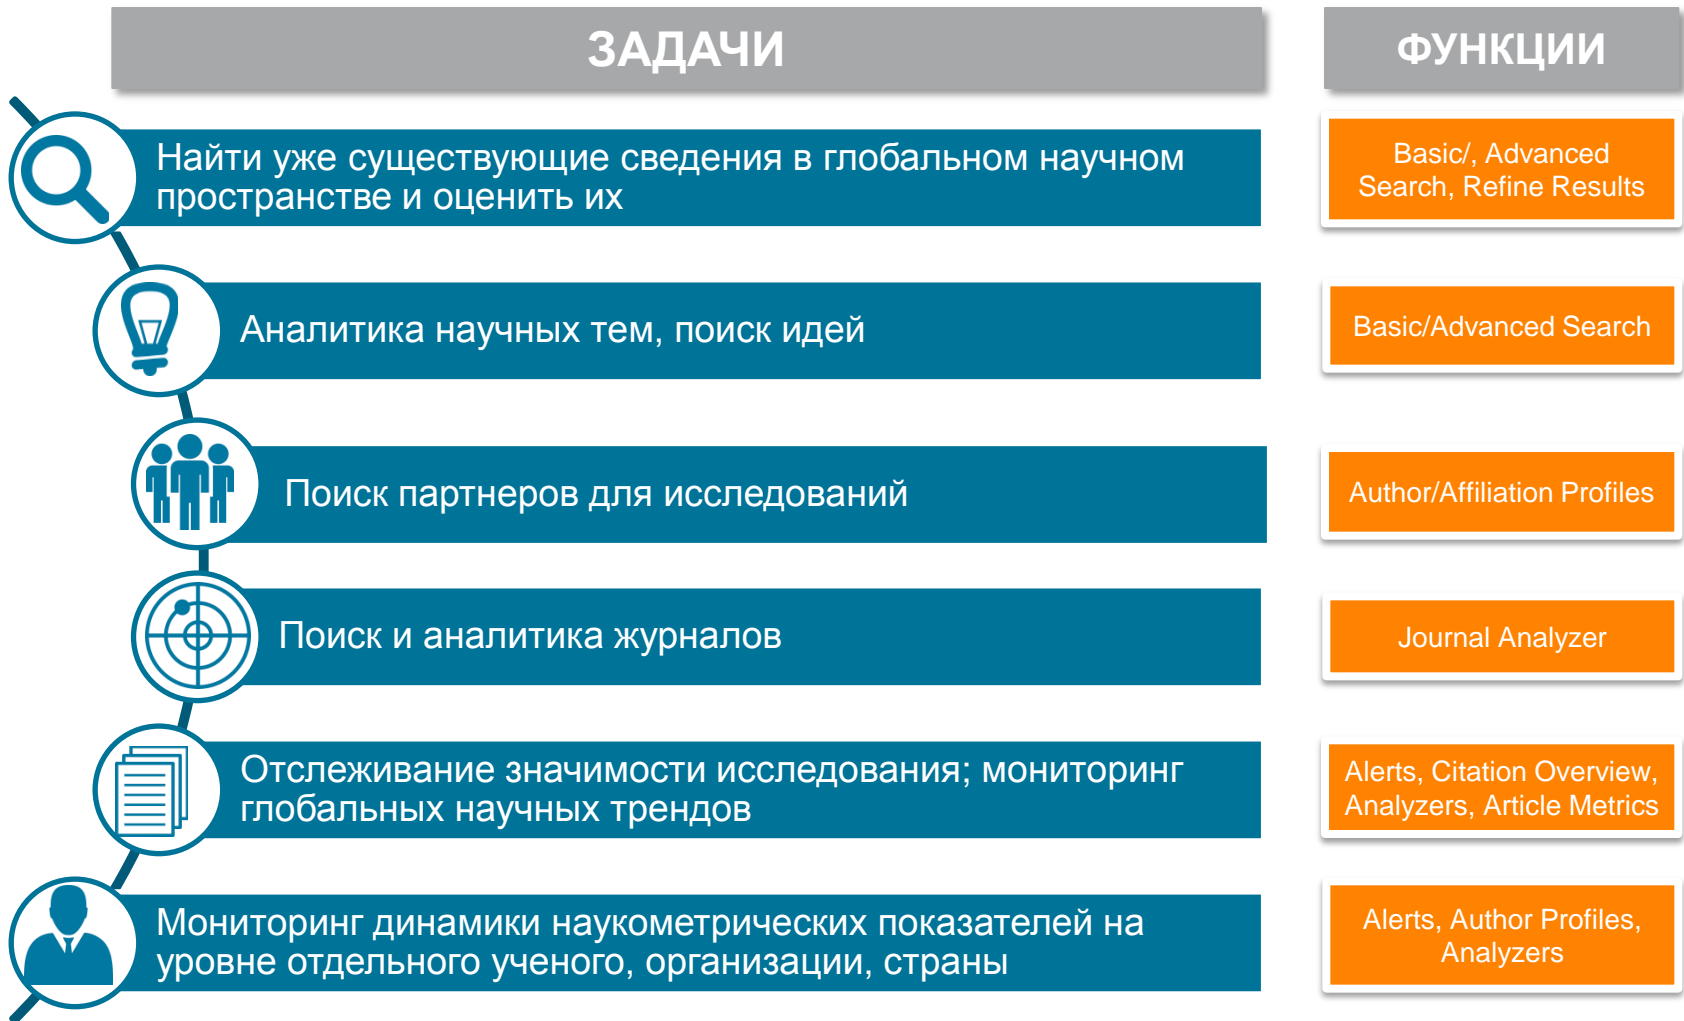 ЗАДАЧИ
ФУНКЦИИ
Найти уже существующие сведения в глобальном научном
пространстве и оценить их
Basic/, Advanced
Search, Refine Results
Аналитика научных тем, поиск идей
Basic/Advanced Search
Поиск партнеров для исследований
Author/Affiliation Profiles
Поиск и аналитика журналов
Journal Analyzer
Отслеживание значимости исследования; мониторинг
глобальных научных трендов
Alerts, Citation Overview,
Analyzers, Article Metrics
Мониторинг динамики наукометрических показателей на
уровне отдельного ученого, организации, страны
Alerts, Author Profiles,
Analyzers